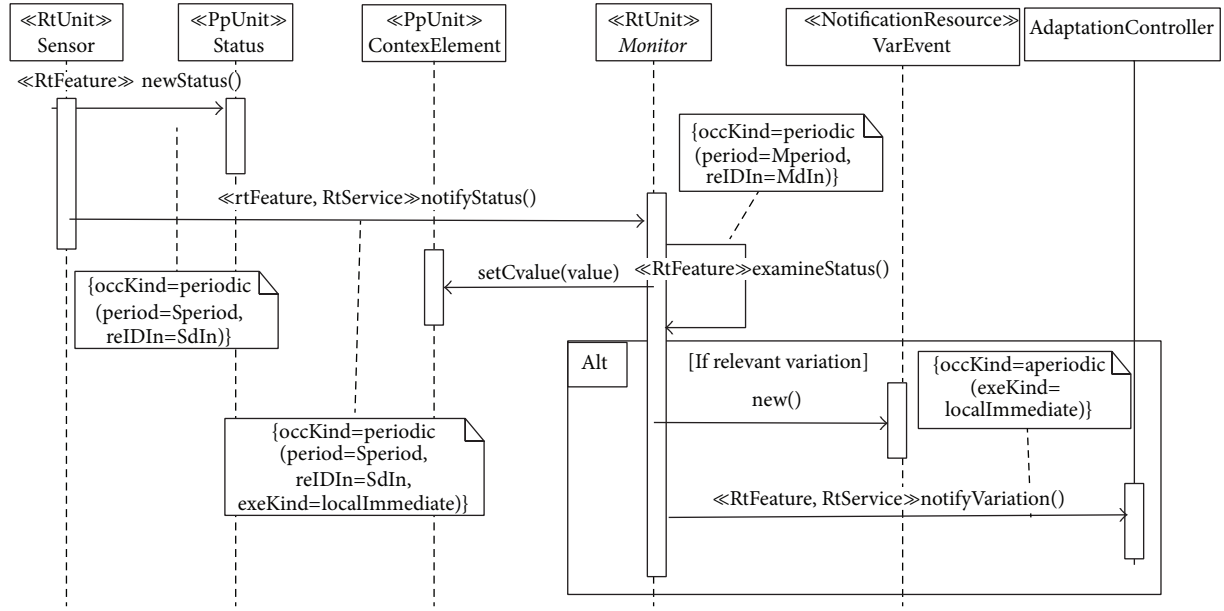 ≪RtUnit≫
Sensor
≪PpUnit≫
Status
≪PpUnit≫
ContexElement
≪RtUnit≫
Monitor
≪NotificationResource≫
VarEvent
AdaptationController
≪RtFeature≫ newStatus()
{occKind=periodic
(period=Mperiod,
reIDIn=MdIn)}
≪rtFeature, RtService≫notifyStatus()
setCvalue(value)
≪RtFeature≫examineStatus()
{occKind=periodic
(period=Speriod,
reIDIn=SdIn)}
Alt
[If relevant variation]
{occKind=aperiodic
(exeKind=
localImmediate)}
new()
{occKind=periodic
(period=Speriod,
reIDIn=SdIn,
exeKind=localImmediate)}
≪RtFeature, RtService≫notifyVariation()